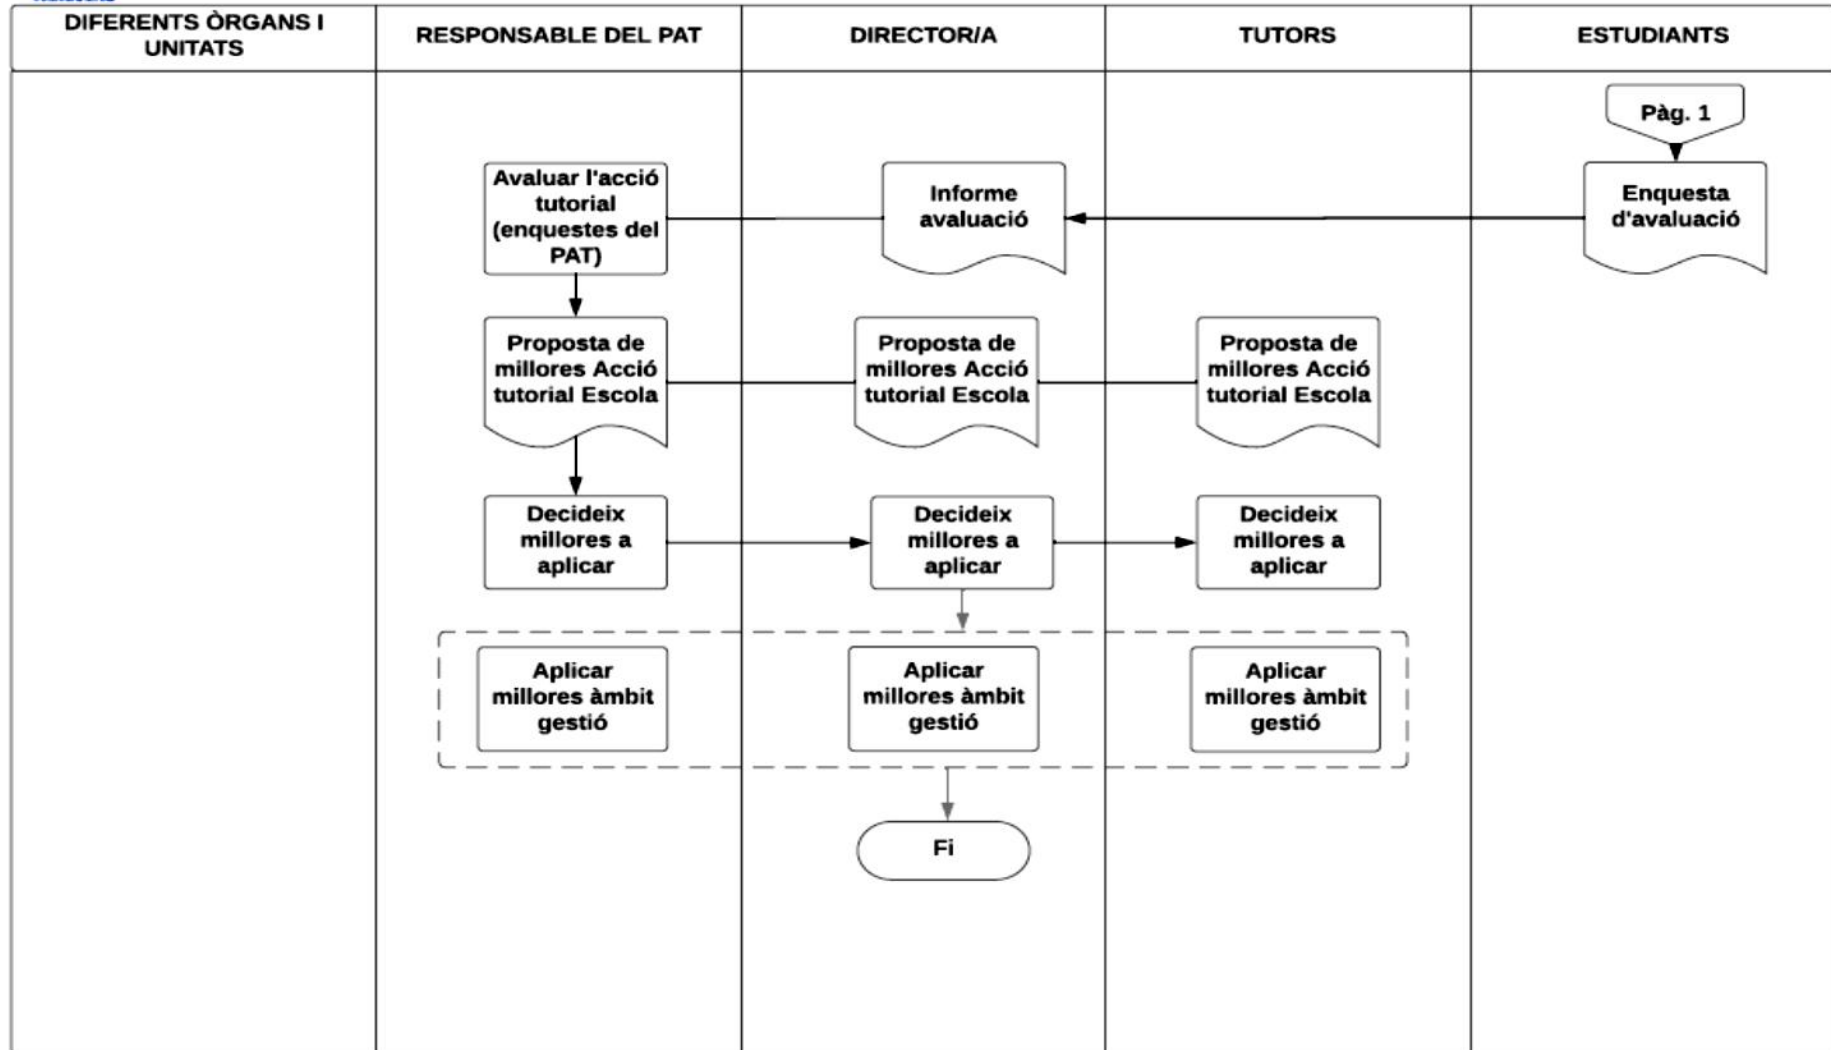 DIFERENTS ÒRGANS I
UNITATS
RESPONSABLE DEL PAT
DIRECTOR/A
TUTORS
ESTUDIANTS
Pàg. 1
Avaluar l'acció
tutorial
(enquestes del
PAT)
Informe
avaluació
Enquesta
d'avaluació
Proposta de
millores Acció
tutorial Escola
Proposta de
millores Acció
tutorial Escola
Proposta de
millores Acció
tutorial Escola
Decideix
millores a
aplicar
Decideix
millores a
aplicar
Decideix
millores a
aplicar
Aplicar
millores àmbit
gestió
Aplicar
millores àmbit
gestió
Aplicar
millores àmbit
gestió
Fi